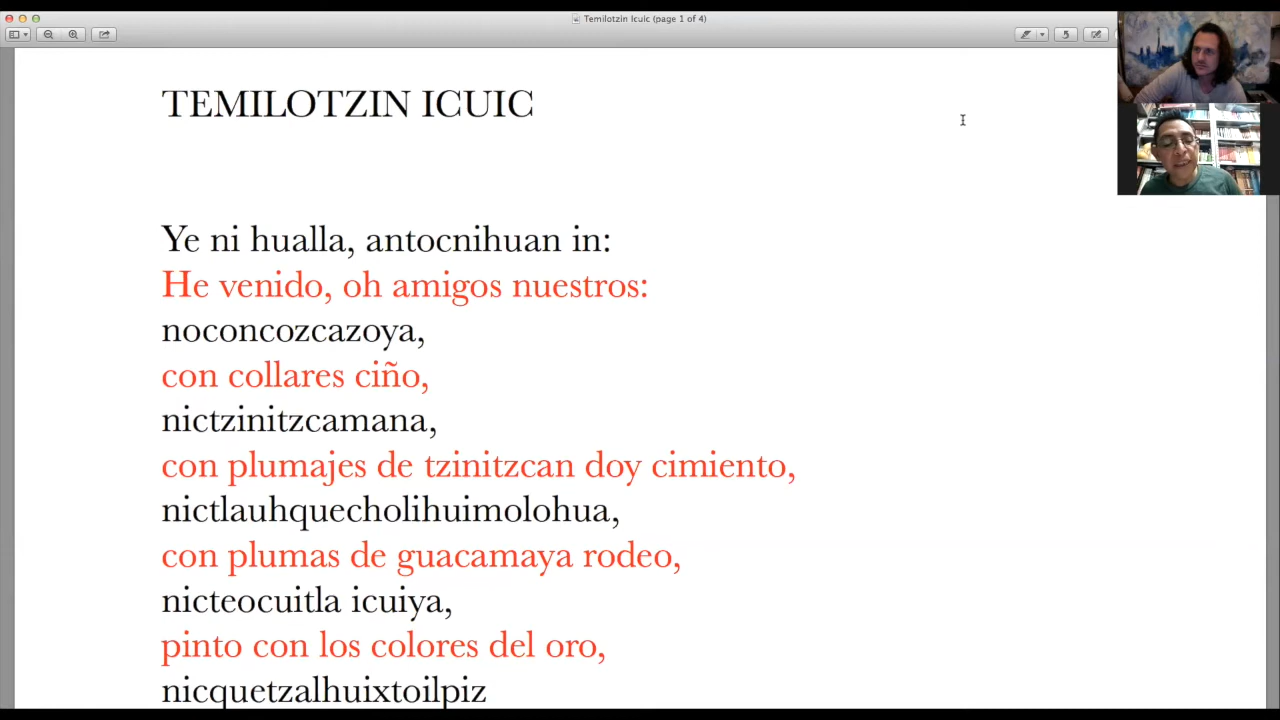 Temilotzin Icuic (page 1 of 4)
TEMILOTZIN ICUIC
Ye ni hualla, antocnihuan in:
He venido, oh amigos nuestros:
noconcozcazoya,
con collares ciño,
nictzinitzcamana,
con plumajes de tzinitzcan doy cimiento,
nictlauhquecholihuimolohua,
con plumas de guacamaya rodeo,
nicteocuitla icuiya,
pinto con los colores del oro,
nicquetzalhuixtoilpiz